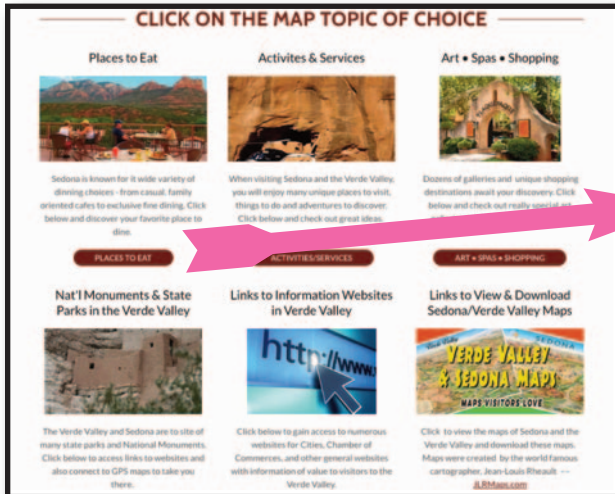 CLICK ON THE MAP TOPIC OF CHOICE
Places to Eat
Sedona is known for it wide variety of
dinning choices - from casual, family
oriented cafes to exclusive fine dining. Click
below and discover your favorite place to
dine.
PLACES TO EAT
Activites & Services
When visiting Sedona and the Verde Valley,
you will enjoy many unique places to visit,
things to do and adventures to discover.
Click below and check out great ideas.
ACTIVITIES/SERVICES
Art • Spas • Shopping
Dozens of galleries and unique shopping
destinations await your discovery. Click
below and check out really special art
ART • SPAS • SHOPPING
Nat'l Monuments & State
Parks in the Verde Valley
The Verde Valley and Sedona are to site of
many state parks and National Monuments.
Click below to access links to websites and
also connect to GPS maps to take you
there.
Links to Information Websites
in Verde Valley
http://www.
Click below to gain access to numerous
websites for Cities, Chamber of
Commerces, and other general websites
with information of value to visitors to the
Verde Valley.
Links to View & Download
Sedona/Verde Valley Maps
SEDONA
VERDE VALLEY
& SEDONA MAPS
MAPS VISITORS LOVE
Click to view the maps of Sedona and the
Verde Valley and download these maps.
Maps were created by the world famous
cartographer, Jean-Louis Rheault --
JLRMaps.com